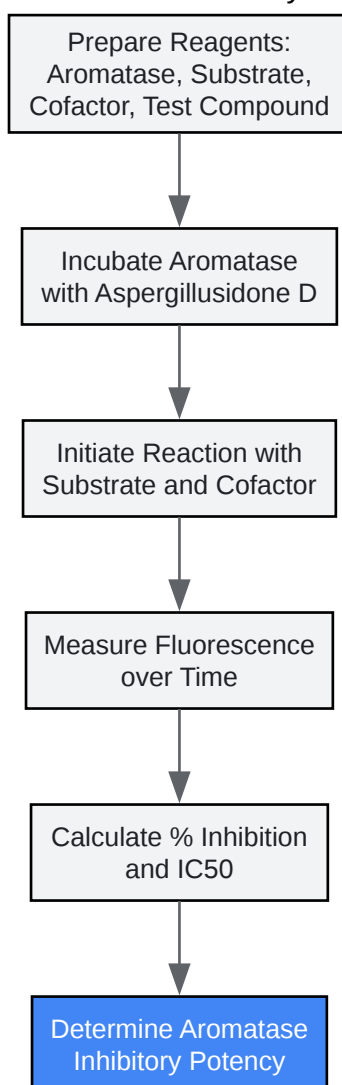 Prepare Reagents:
Aromatase, Substrate,
Cofactor, Test Compound
Incubate Aromatase
with Aspergillusidone D
Initiate Reaction with
Substrate and Cofactor
Measure Fluorescence
over Time
Calculate % Inhibition
and IC50
Determine Aromatase
Inhibitory Potency